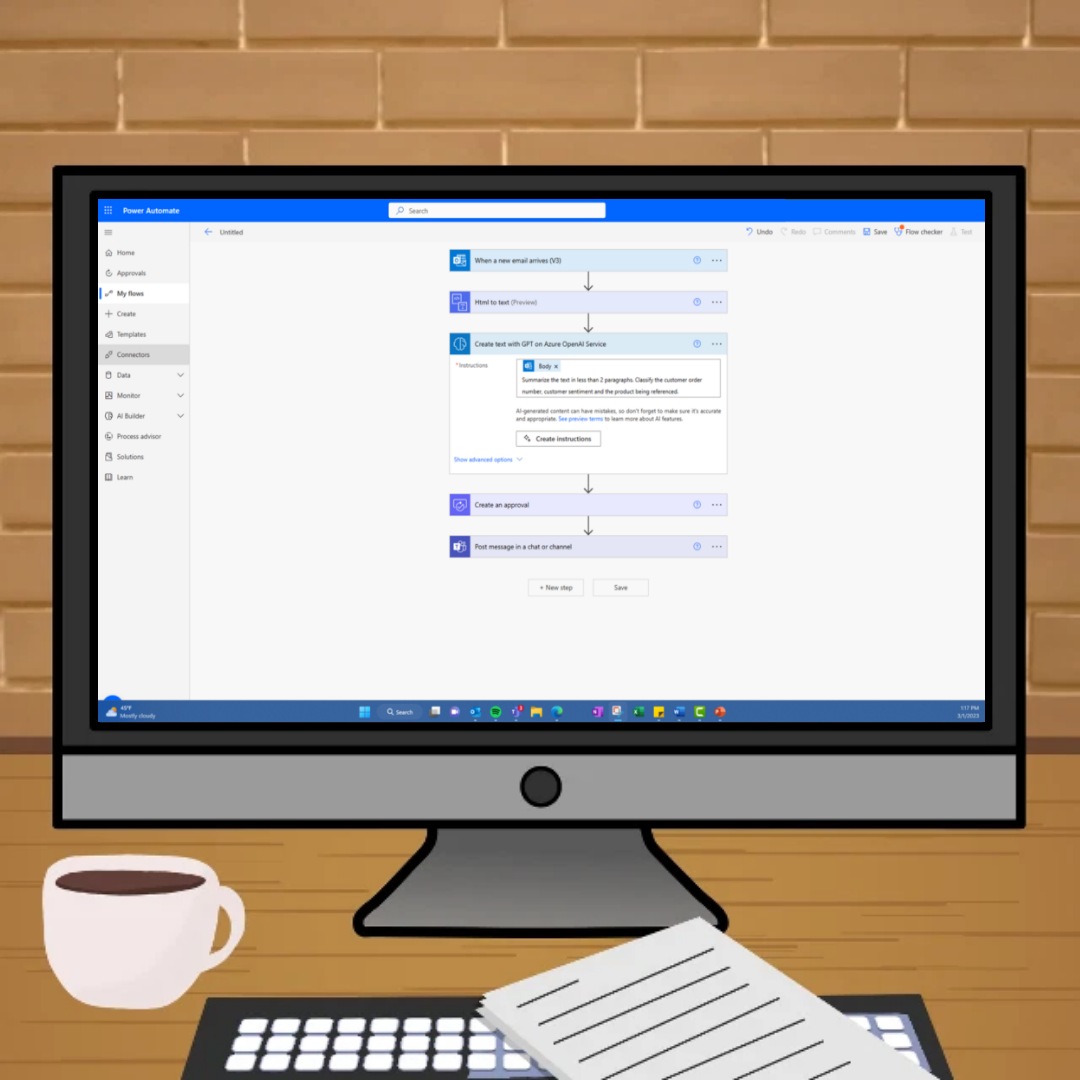 Power Automate
Search
Untitled
Undo Redo Comments Save Flow checker Test
Home
Approvals
My flows
Create
Templates
Connectors
Data
Monitor
AI Builder
Process advisor
Solutions
Learn
When a new email arrives (V3)
Html to text (Preview)
Create text with GPT on Azure OpenAI Service
* Instructions
Body x
Summarize the text in less than 2 paragraphs. Classify the customer order
number, customer sentiment and the product being referenced.
AI-generated content can have mistakes, so don't forget to make sure it's accurate
and appropriate. See preview terms to learn more about AI features.
Create instructions
Show advanced options
Create an approval
Post message in a chat or channel
+ New step Save
Mostly cloudy
Search
1:17 PM
3/1/2023